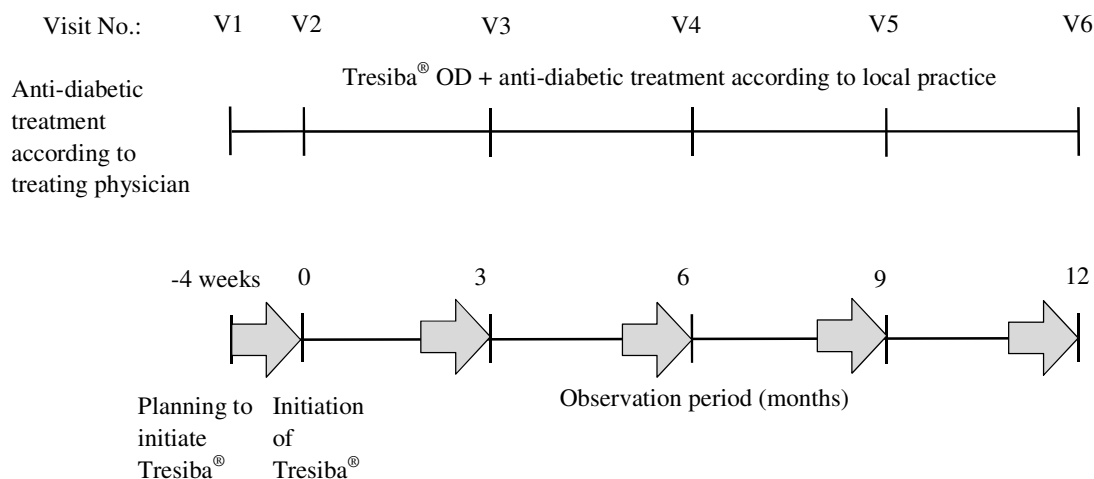 Visit No.: V1 V2 V3 V4 V5 V6
Tresiba® OD + anti-diabetic treatment according to local practice
Anti-diabetic
treatment
according to
treating physician
-4 weeks 0 3 6 9 12
Planning to
initiate
Tresiba®
Initiation
of
Tresiba®
Observation period (months)